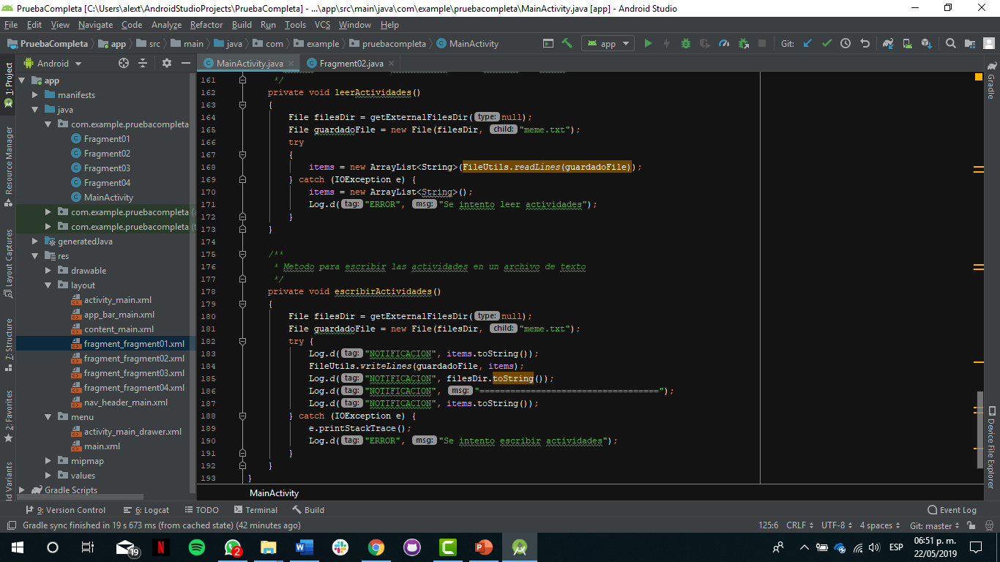 PruebaCompleta [C:\Users\alext\AndroidStudioProjects\PruebaCompleta] - ...\app\src\main\java\com\example\pruebacompleta\MainActivity.java [app] - Android Studio
File Edit View Navigate Code Analyze Refactor Build Run Tools VCS Window Help
PruebaCompleta app src main java com example pruebacompleta MainActivity app Git:
Android
MainActivity.java Fragment02.java
1: Project
Resource Manager
Layout Captures
7: Structure
2: Favorites
ld Variants
app
manifests
java
com.example.pruebacompleta
Fragment01
Fragment02
Fragment03
Fragment04
MainActivity
com.example.pruebacompleta
com.example.pruebacompleta
generatedJava
res
drawable
layout
activity_main.xml
app_bar_main.xml
content_main.xml
fragment_fragment01.xml
fragment_fragment02.xml
fragment_fragment03.xml
fragment_fragment04.xml
nav_header_main.xml
menu
activity_main_drawer.xml
main.xml
mipmap
values
Gradle Scripts
161 */
162 private void leerActividades()
163 {
164 File filesDir = getExternalFilesDir( type: null);
165 File guardadoFile = new File(filesDir, child: "meme.txt");
166 try
167 {
168 items = new ArrayList<String>(FileUtils.readLines(guardadoFile));
169 } catch (IOException e) {
170 items = new ArrayList<String>();
171 Log.d( tag: "ERROR", msg: "Se intento leer actividades");
172 }
173 }
174
175 /**
176 * Metodo para escribir las actividades en un archivo de texto
177 */
178 private void escribirActividades()
179 {
180 File filesDir = getExternalFilesDir( type: null);
181 File guardadoFile = new File(filesDir, child: "meme.txt");
182 try {
183 Log.d( tag: "NOTIFICACION", items.toString());
184 FileUtils.writeLines(guardadoFile, items);
185 Log.d( tag: "NOTIFICACION", filesDir.toString());
186 Log.d( tag: "NOTIFICACION", msg: "===================================");
187 Log.d( tag: "NOTIFICACION", items.toString());
188 } catch (IOException e) {
189 e.printStackTrace();
190 Log.d( tag: "ERROR", msg: "Se intento escribir actividades");
191 }
192 }
193 }
MainActivity
Gradle
Device File Explorer
9: Version Control 6: Logcat TODO Terminal Build Event Log
Gradle sync finished in 19 s 673 ms (from cached state) (42 minutes ago) 125:6 CRLF UTF-8 4 spaces Git: master
19
N
2
W
P
ESP
06:51 p. m.
22/05/2019